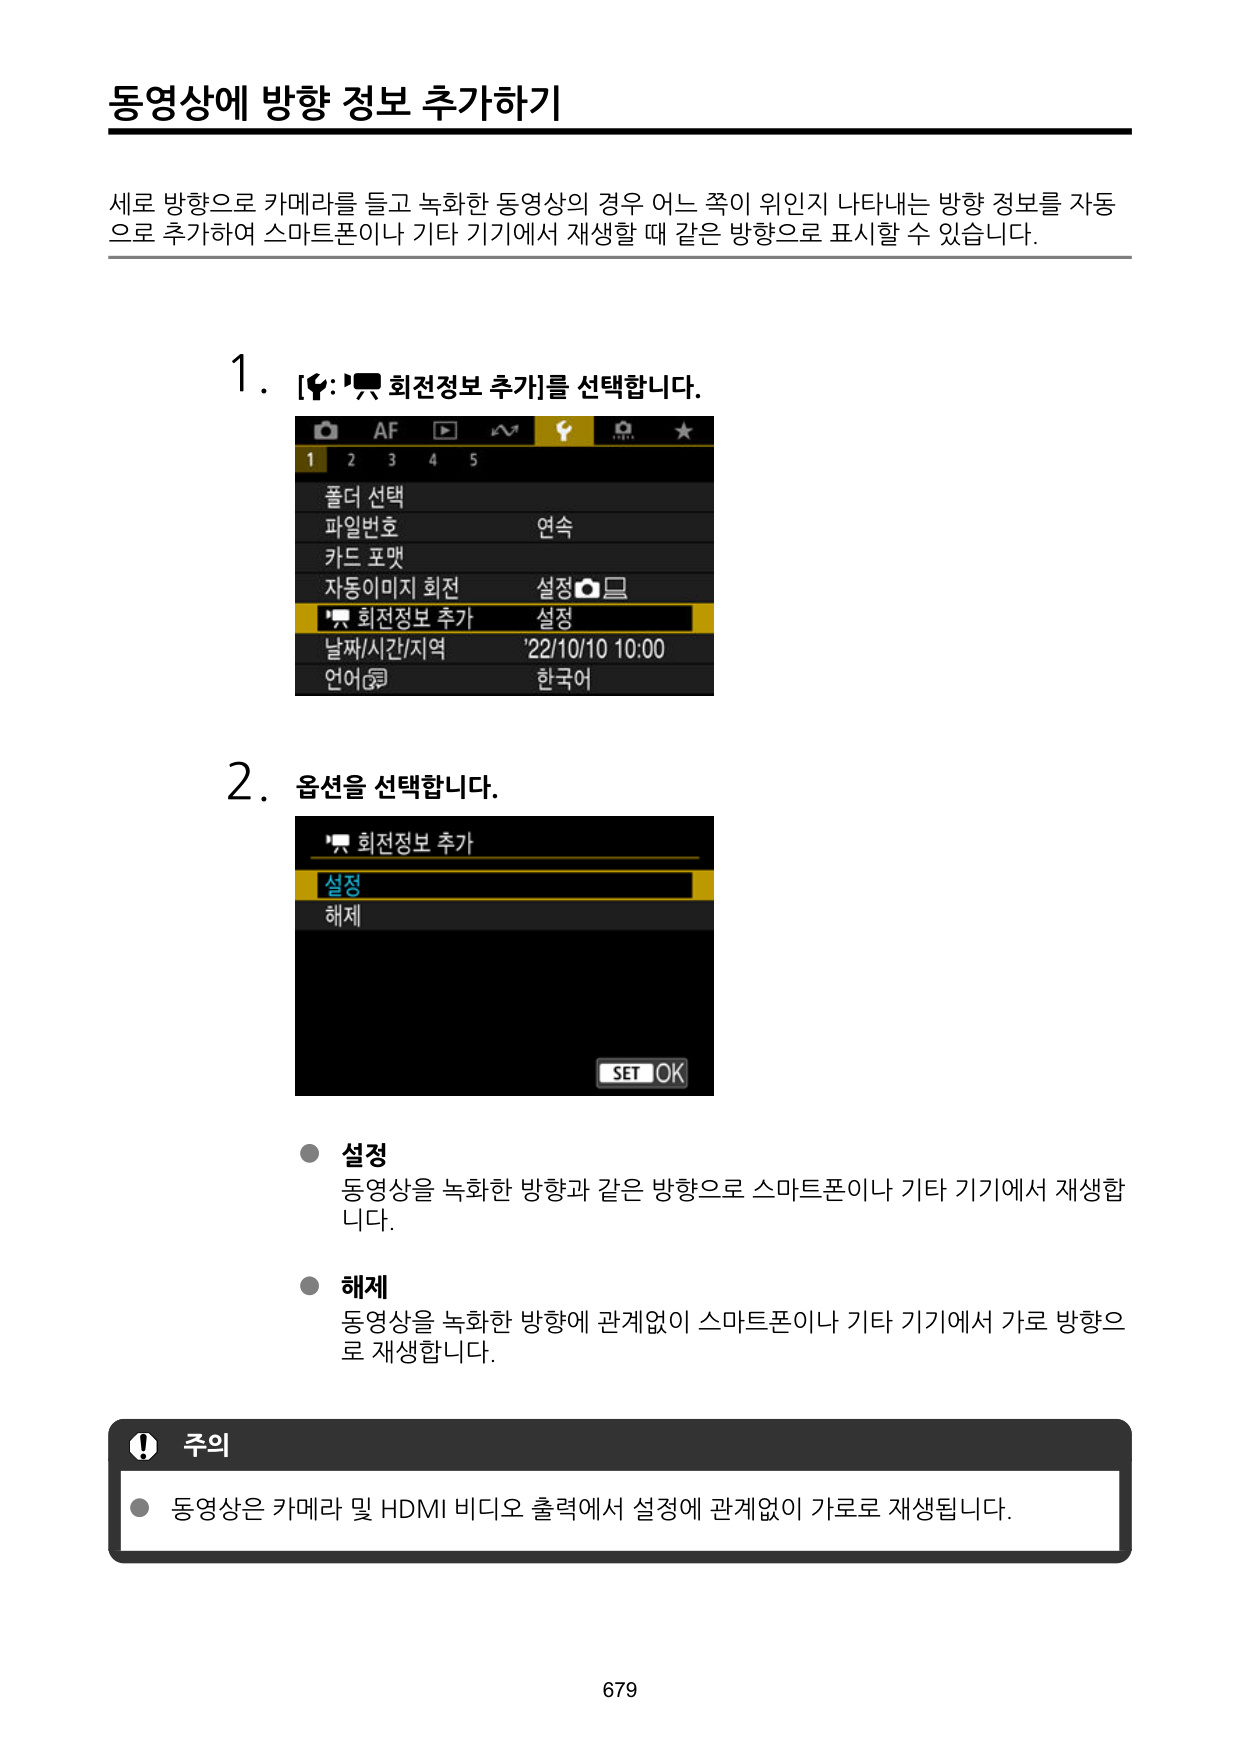 동영상에 방향 정보 추가하기
세로 방향으로 카메라를 들고 녹화한 동영상의 경우 어느 쪽이 위인지 나타내는 방향 정보를 자동
으로 추가하여 스마트폰이나 기타 기기에서 재생할 때 같은 방향으로 표시할 수 있습니다.
1. [: 회전정보 추가]를 선택합니다.
AF
1 2 3 4 5
폴더 선택
파일번호 연속
카드 포맷
자동이미지 회전 설정
회전정보 추가 설정
날짜/시간/지역 '22/10/10 10:00
언어 한국어
2. 옵션을 선택합니다.
회전정보 추가
설정
해제
SET OK
● 설정
동영상을 녹화한 방향과 같은 방향으로 스마트폰이나 기타 기기에서 재생합
니다.
● 해제
동영상을 녹화한 방향에 관계없이 스마트폰이나 기타 기기에서 가로 방향으
로 재생합니다.
주의
● 동영상은 카메라 및 HDMI 비디오 출력에서 설정에 관계없이 가로로 재생됩니다.
679